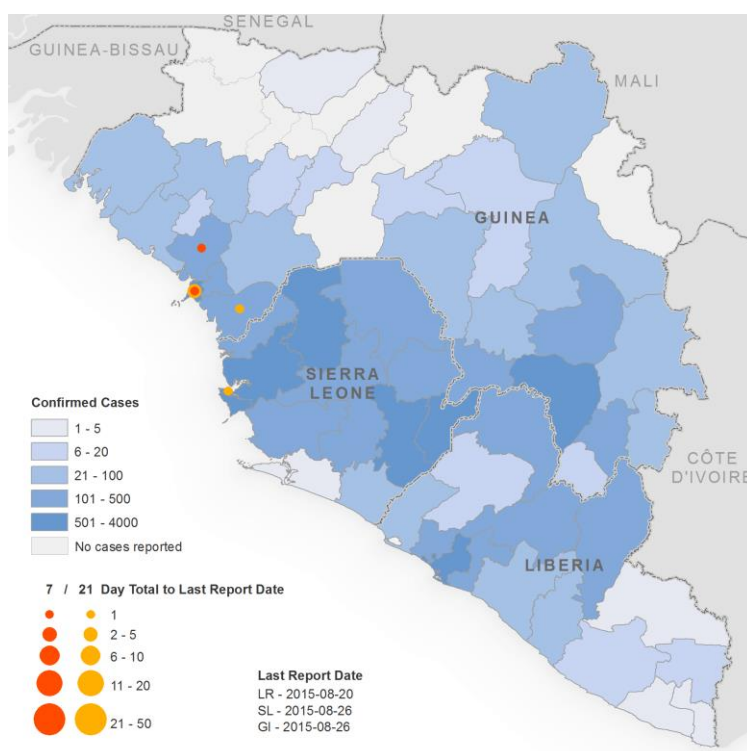 SENEGAL
GUINEA-BISSAU
MALI
GUINEA
SIERRA
LEONE
CÔTE
D'IVOIRE
LIBERIA
Confirmed Cases
1 - 5
6 - 20
21 - 100
101 - 500
501 - 4000
No cases reported
7 / 21 Day Total to Last Report Date
1
2 - 5
6 - 10
11 - 20
21 - 50
Last Report Date
LR - 2015-08-20
SL - 2015-08-26
GI - 2015-08-26